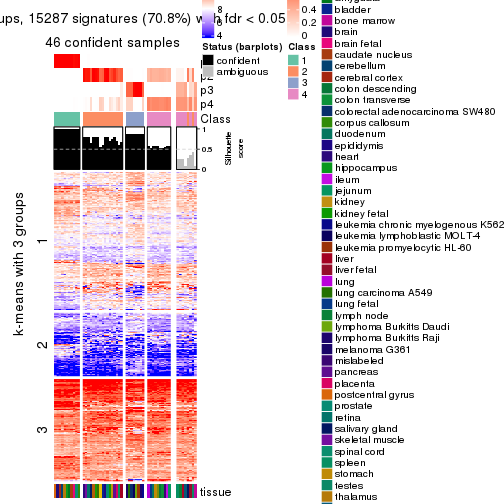 ups, 15287 signatures (70.8%) with fdr < 0.05
46 confident samples
p2
p3
p4
Class
1
0.5
0
Silhouette
score
k-means with 3 groups
1
2
3
tissue
8
6
4
0.4
0.2
0
Status (barplots)
confident
ambiguous
Class
1
2
3
4
bladder
bone marrow
brain
brain fetal
caudate nucleus
cerebellum
cerebral cortex
colon descending
colon transverse
colorectal adenocarcinoma SW480
corpus callosum
duodenum
epididymis
heart
hippocampus
ileum
jejunum
kidney
kidney fetal
leukemia chronic myelogenous K562
leukemia lymphoblastic MOLT-4
leukemia promyelocytic HL-60
liver
liver fetal
lung
lung carcinoma A549
lung fetal
lymph node
lymphoma Burkitts Daudi
lymphoma Burkitts Raji
melanoma G361
mislabeled
pancreas
placenta
postcentral gyrus
prostate
retina
salivary gland
skeletal muscle
spinal cord
spleen
stomach
testes
thalamus